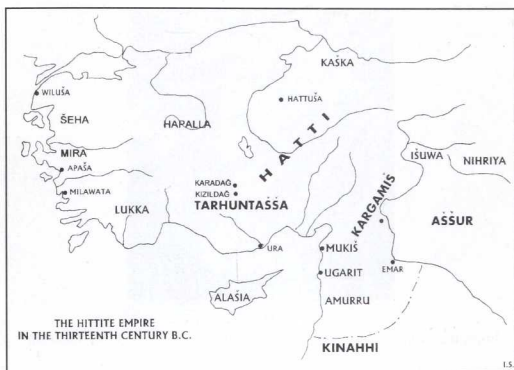 KAŠKA
WILUŠA
HATTUŠA
ŠEHA
HAPALLA
HATTI
IŠUWA
NIHRIYA
MIRA
APAŠA
KARADAĞ
KIZILDAĞ
MILAWATA
TARHUNTAŠŠA
KARGAMIŠ
AŠŠUR
LUKKA
URA
MUKIŠ
EMAR
UGARIT
ALAŠIA
AMURRU
THE HITTITE EMPIRE
IN THE THIRTEENTH CENTURY B.C.
KINAHHI
I.S.